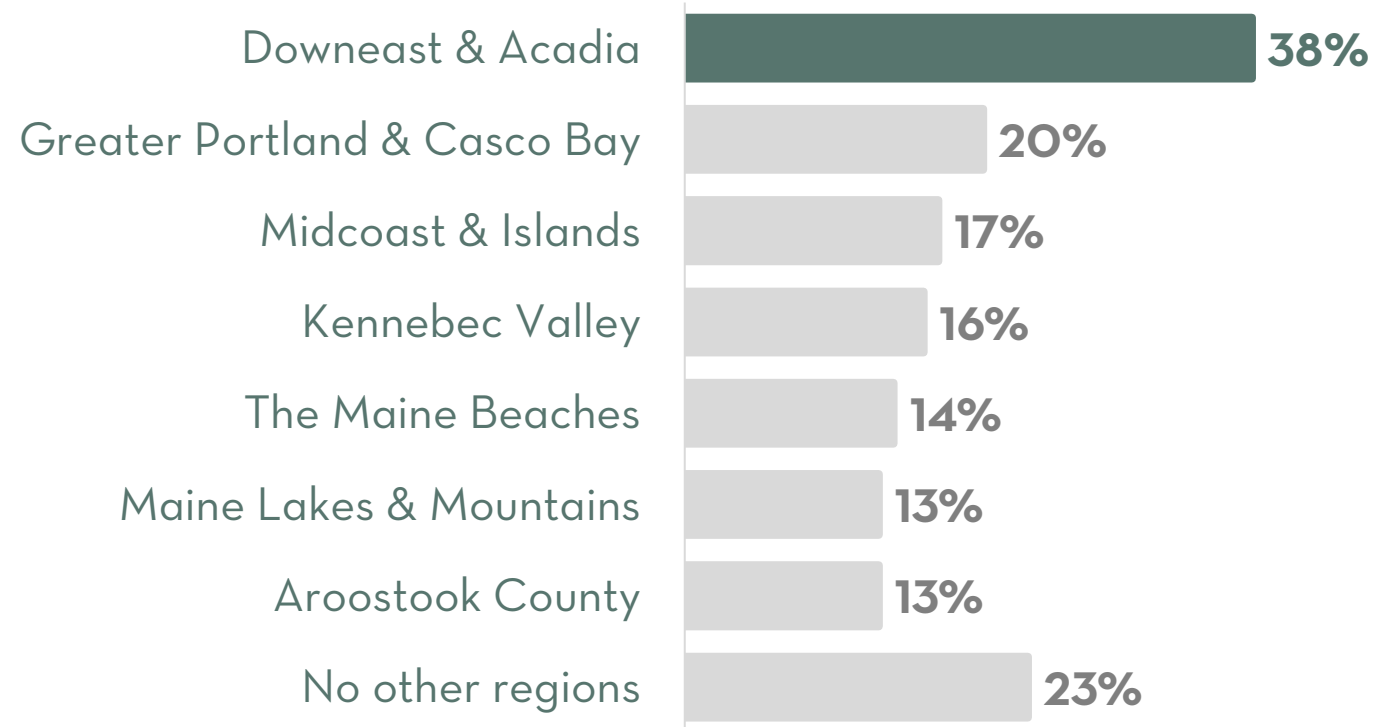 Downeast & Acadia 38%
Greater Portland & Casco Bay 20%
Midcoast & Islands 17%
Kennebec Valley 16%
The Maine Beaches 14%
Maine Lakes & Mountains 13%
Aroostook County 13%
No other regions 23%